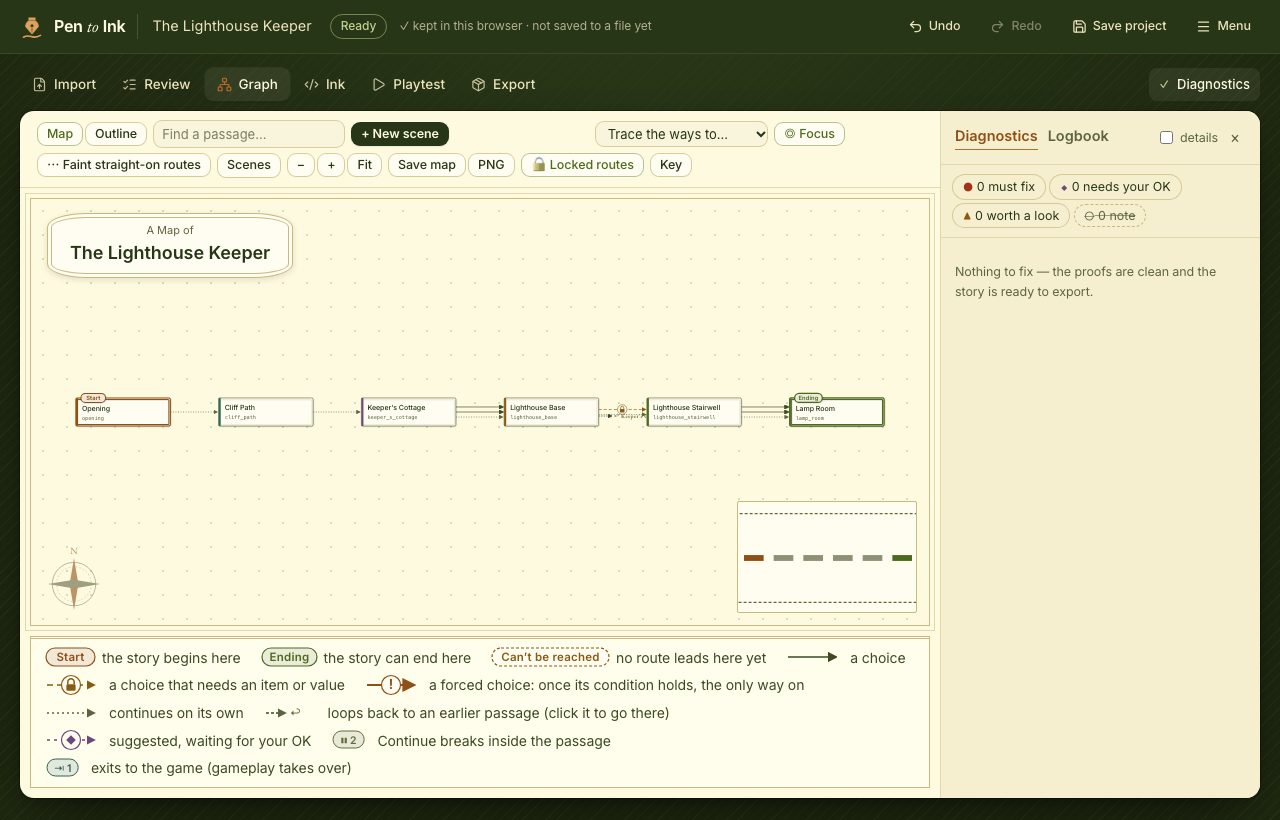 Pen to Ink
The Lighthouse Keeper
Ready
✓ kept in this browser · not saved to a file yet
Undo
Redo
Save project
Menu
Import
Review
Graph
Ink
Playtest
Export
✓ Diagnostics
Map
Outline
Find a passage...
+ New scene
Trace the ways to...
Focus
··· Faint straight-on routes
Scenes
−
+
Fit
Save map
PNG
Locked routes
Key
Diagnostics
Logbook
details
×
0 must fix
0 needs your OK
0 worth a look
0 note
Nothing to fix — the proofs are clean and the
story is ready to export.
A Map of
The Lighthouse Keeper
Start
Opening
opening
Cliff Path
cliff_path
Keeper's Cottage
keeper_s_cottage
Lighthouse Base
lighthouse_base
Lighthouse Stairwell
lighthouse_stairwell
Ending
Lamp Room
lamp_room
N
Start the story begins here
Ending the story can end here
Can't be reached no route leads here yet
a choice
a choice that needs an item or value
! a forced choice: once its condition holds, the only way on
continues on its own
loops back to an earlier passage (click it to go there)
suggested, waiting for your OK
2 Continue breaks inside the passage
1 exits to the game (gameplay takes over)